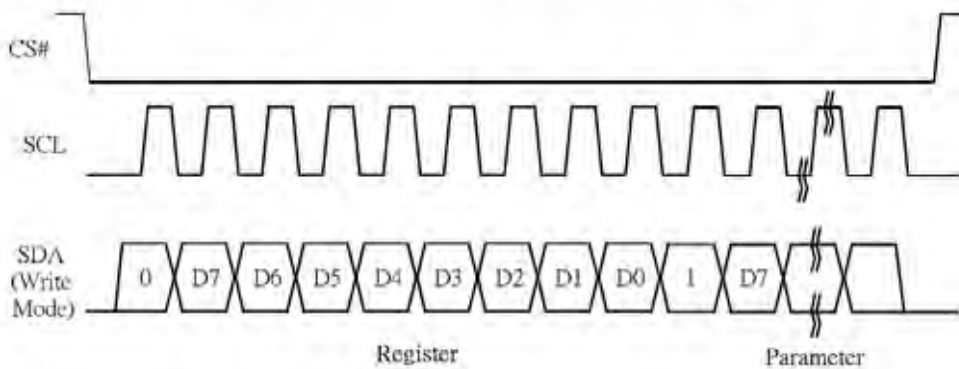 CS#
SCL
SDA
(Write
Mode)
0 D7 D6 D5 D4 D3 D2 D1 D0 1 D7
Register Parameter